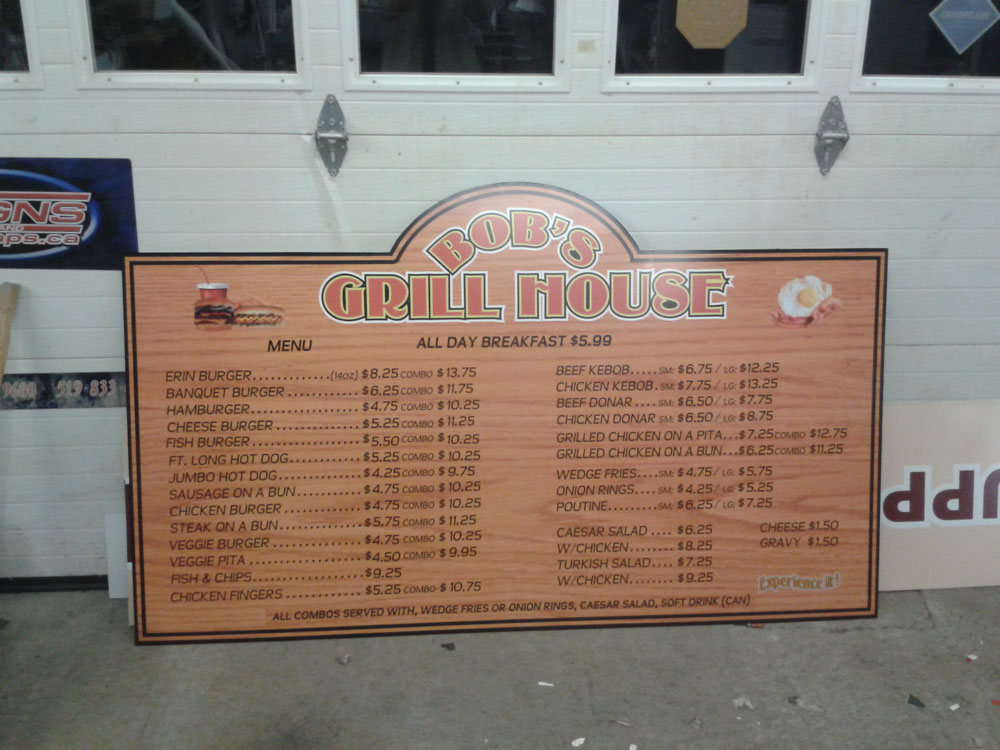 GNS
AND
ops.ca
BOB'S
GRILL HOUSE
MENU
ALL DAY BREAKFAST $5.99
ERIN BURGER............(14oz) $8.25 COMBO $13.75
BANQUET BURGER ............ $6.25 COMBO $11.75
HAMBURGER.................... $4.75 COMBO $10.25
CHEESE BURGER .............. $5.25 COMBO $11.25
FISH BURGER .................. $5.50 COMBO $10.25
FT. LONG HOT DOG............ $5.25 COMBO $10.25
JUMBO HOT DOG.............. $4.25 COMBO $9.75
SAUSAGE ON A BUN........... $4.75 COMBO $10.25
CHICKEN BURGER ............. $4.75 COMBO $10.25
STEAK ON A BUN.............. $5.75 COMBO $11.25
VEGGIE BURGER .............. $4.75 COMBO $10.25
VEGGIE PITA .................. $4.50 COMBO $9.95
FISH & CHIPS.................. $9.25
CHICKEN FINGERS ............ $5.25 COMBO $10.75
BEEF KEBOB.....SM: $6.75 / LG: $12.25
CHICKEN KEBOB.SM: $7.75 / LG: $13.25
BEEF DONAR ....SM: $6.50 / LG: $7.75
CHICKEN DONAR SM: $6.50 / LG: $8.75
GRILLED CHICKEN ON A PITA...$7.25 COMBO $12.75
GRILLED CHICKEN ON A BUN...$6.25 COMBO $11.25
WEDGE FRIES....SM: $4.75 / LG: $5.75
ONION RINGS....SM: $4.25 / LG: $5.25
POUTINE.........SM: $6.25 / LG: $7.25
CAESAR SALAD .... $6.25
W/CHICKEN......... $8.25
TURKISH SALAD.... $7.25
W/CHICKEN......... $9.25
CHEESE $1.50
GRAVY $1.50
Experience it!
ALL COMBOS SERVED WITH, WEDGE FRIES OR ONION RINGS, CAESAR SALAD, SOFT DRINK (CAN)
519 833